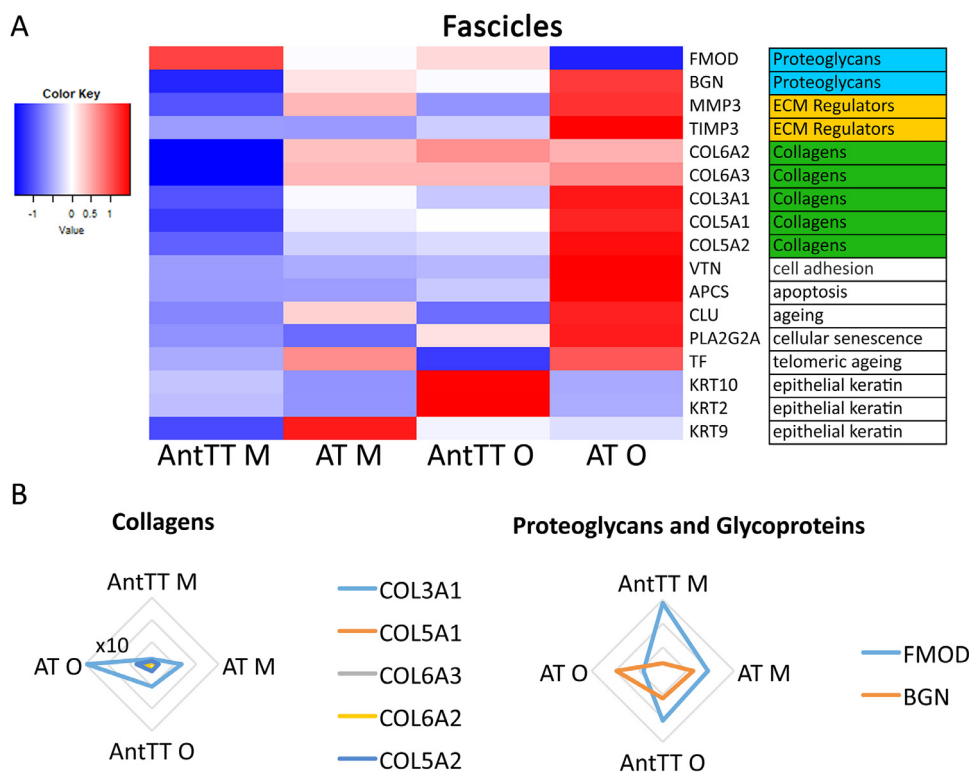 A
Fascicles
Color Key
-1 0 0.5 1
Value
FMOD Proteoglycans
BGN Proteoglycans
MMP3 ECM Regulators
TIMP3 ECM Regulators
COL6A2 Collagens
COL6A3 Collagens
COL3A1 Collagens
COL5A1 Collagens
COL5A2 Collagens
VTN cell adhesion
APCS apoptosis
CLU ageing
PLA2G2A cellular senescence
TF telomeric ageing
KRT10 epithelial keratin
KRT2 epithelial keratin
KRT9 epithelial keratin
AntTT M AT M AntTT O AT O
B
Collagens
AntTT M
x10
AT O AT M
AntTT O
COL3A1
COL5A1
COL6A3
COL6A2
COL5A2
Proteoglycans and Glycoproteins
AntTT M
AT O AT M
AntTT O
FMOD
BGN